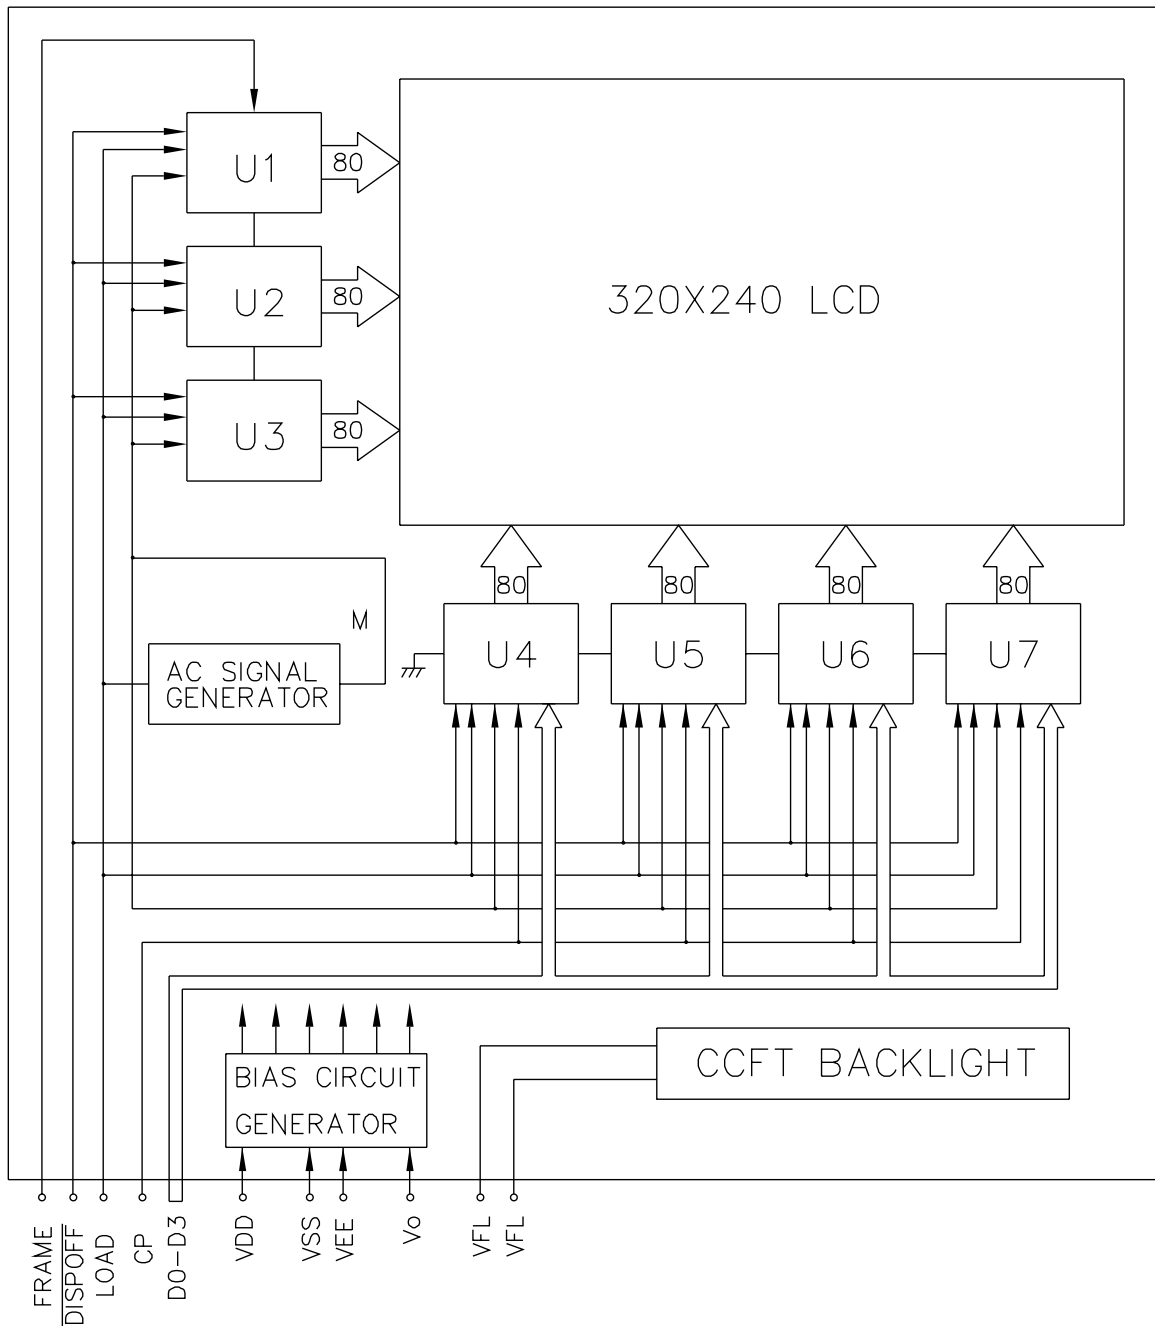 U1
80
U2
80
320X240 LCD
U3
80
80
80
80
80
M
U4
U5
U6
U7
AC SIGNAL
GENERATOR
BIAS CIRCUIT
GENERATOR
CCFT BACKLIGHT
FRAME
DISPOFF
LOAD
CP
D0-D3
VDD
VSS
VEE
Vo
VFL
VFL